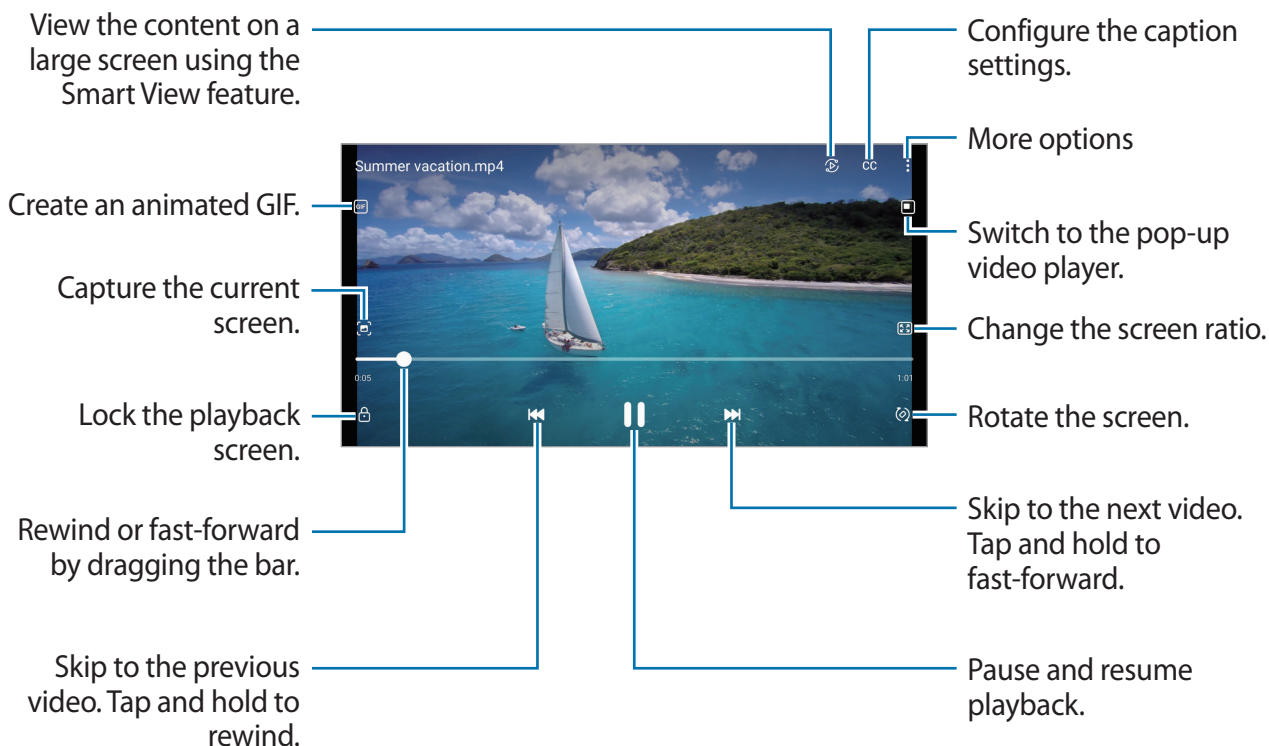 View the content on a
large screen using the
Smart View feature.
Configure the caption
settings.
More options
Summer vacation.mp4
CC
GIF
Create an animated GIF.
Switch to the pop-up
video player.
Capture the current
screen.
Change the screen ratio.
0:05
1:01
Lock the playback
screen.
Rotate the screen.
Rewind or fast-forward
by dragging the bar.
Skip to the next video.
Tap and hold to
fast-forward.
Skip to the previous
video. Tap and hold to
rewind.
Pause and resume
playback.